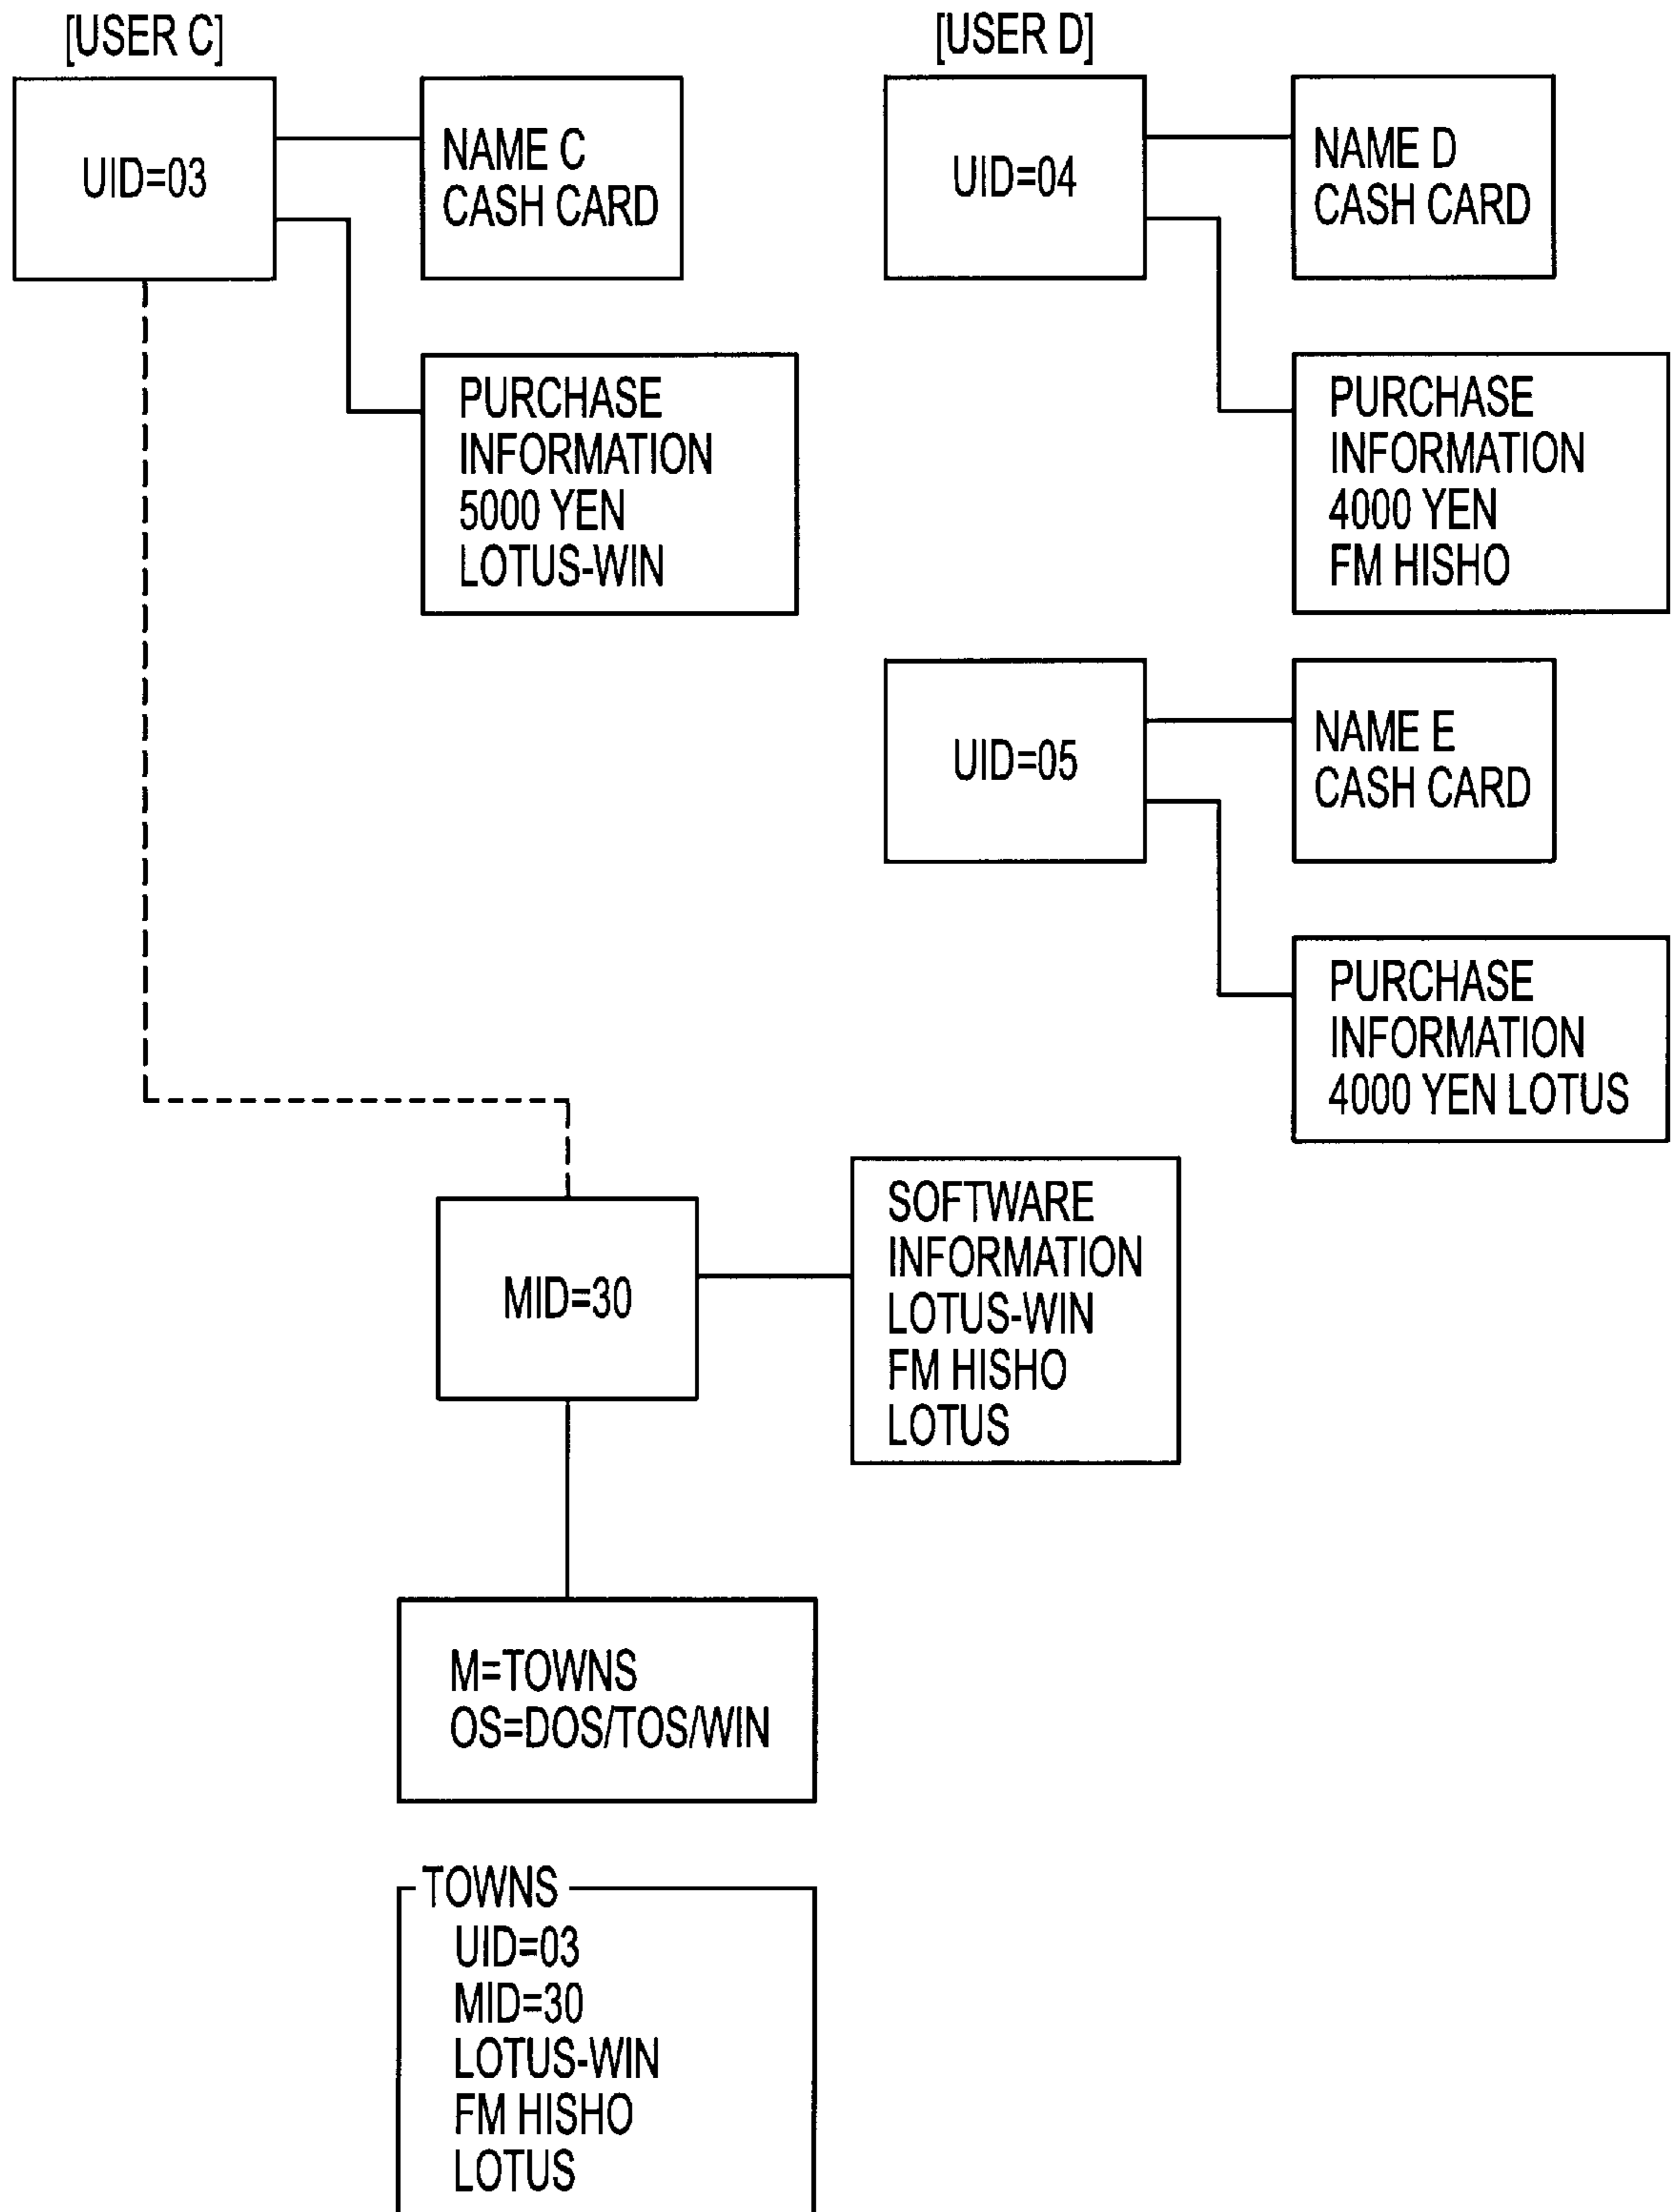 [USER C]
UID=03
NAME C
CASH CARD
PURCHASE
INFORMATION
5000 YEN
LOTUS-WIN
[USER D]
UID=04
NAME D
CASH CARD
PURCHASE
INFORMATION
4000 YEN
FM HISHO
UID=05
NAME E
CASH CARD
PURCHASE
INFORMATION
4000 YEN LOTUS
MID=30
SOFTWARE
INFORMATION
LOTUS-WIN
FM HISHO
LOTUS
M=TOWNS
OS=DOS/TOS/WIN
TOWNS
UID=03
MID=30
LOTUS-WIN
FM HISHO
LOTUS